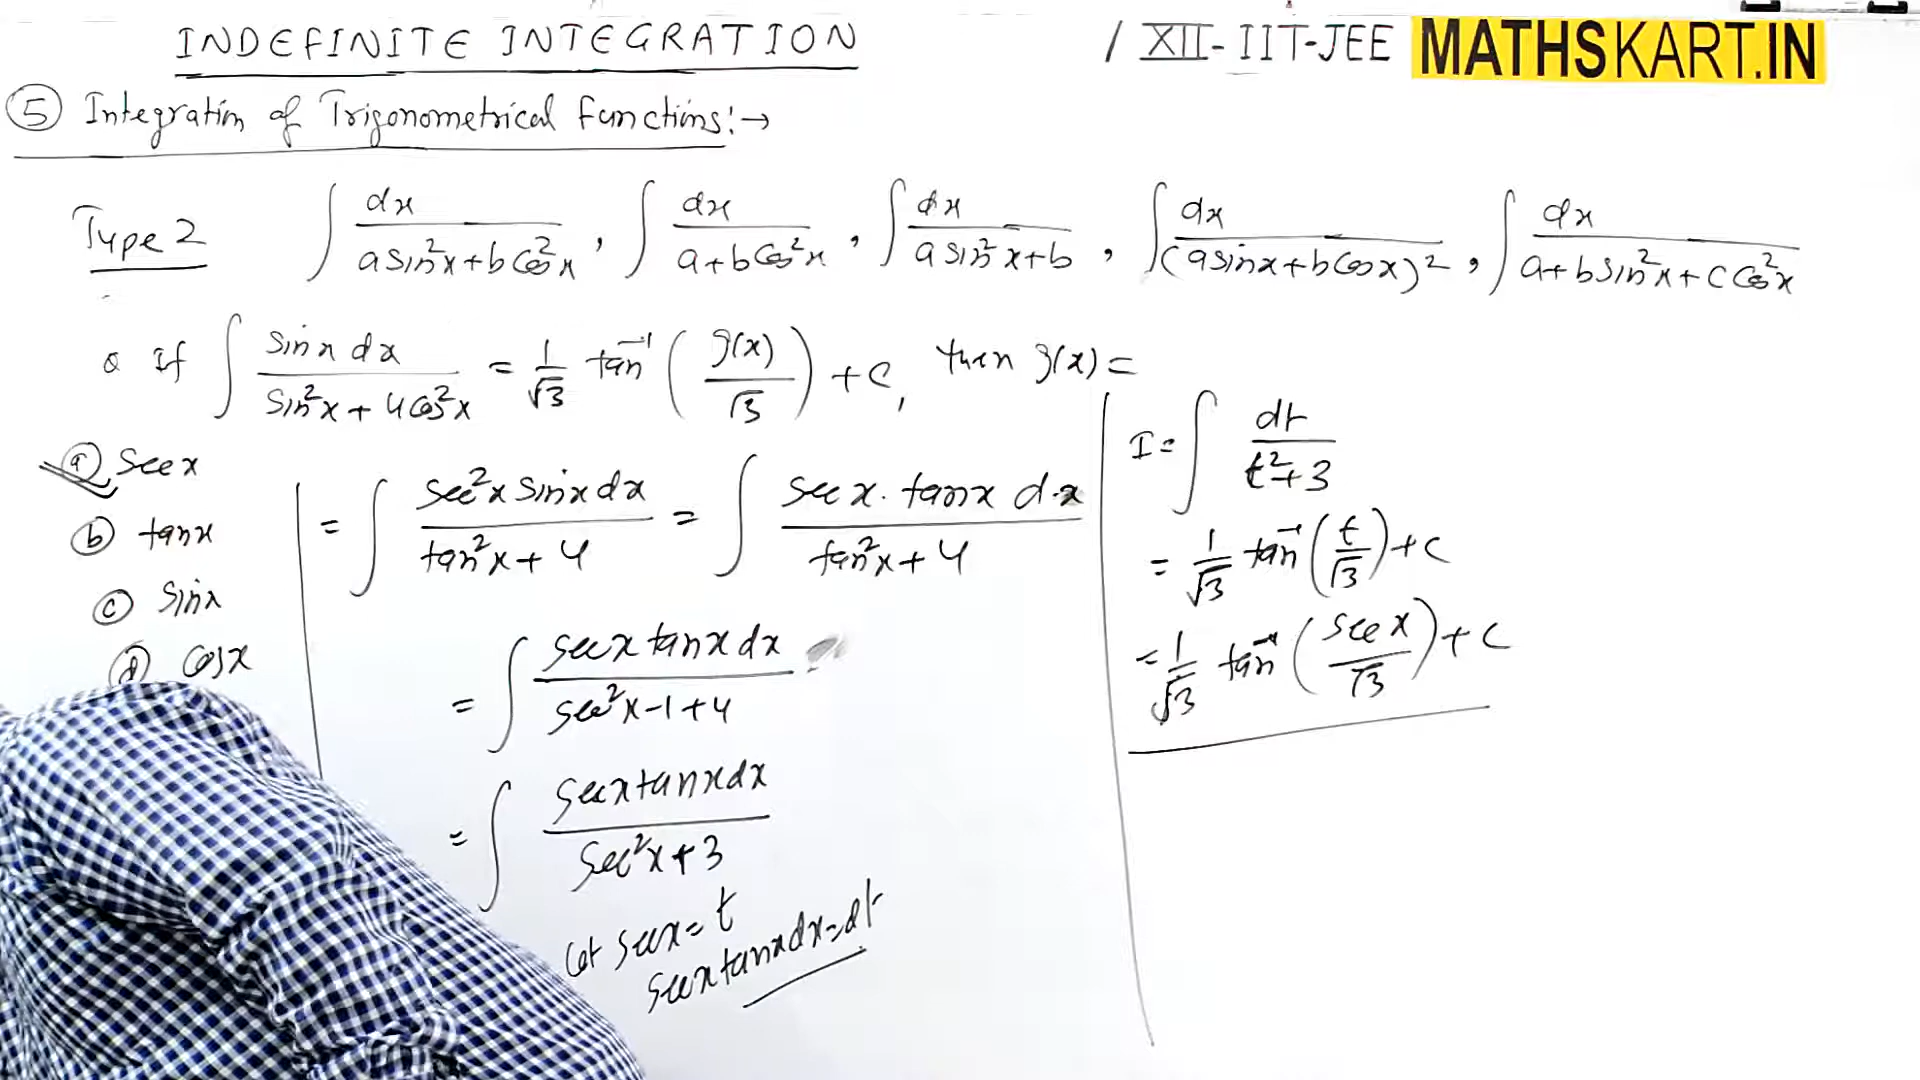 INDEFINITE INTEGRATION / XII-IIT-JEE MATHSKART.IN
⑤ Integration of Trigonometrical Functions:→
Type 2 ∫ dx/(a sin²x + b cos²x) , ∫ dx/(a + b cos²x) , ∫ dx/(a sin²x + b) , ∫ dx/(a sin x + b cos x)² , ∫ dx/(a + b sin²x + c cos²x)
Q If ∫ sin x dx/(sin²x + 4cos²x) = 1/√3 tan⁻¹(g(x)/√3) + C, then g(x) =
ⓐ sec x
ⓑ tan x
ⓒ sin x
ⓓ cos x
= ∫ sec²x sin x dx/(tan²x + 4) = ∫ sec x · tan x dx/(tan²x + 4)
= ∫ sec x tan x dx/(sec²x - 1 + 4)
= ∫ sec x tan x dx/(sec²x + 3)
Let sec x = t
sec x tan x dx = dt
I = ∫ dt/(t² + 3)
= 1/√3 tan⁻¹(t/√3) + C
= 1/√3 tan⁻¹(sec x/√3) + C